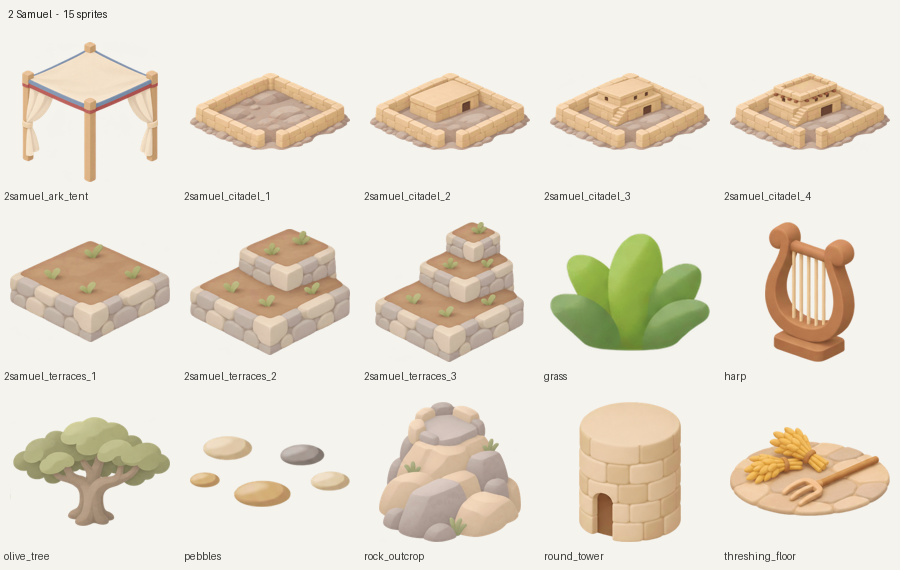 2 Samuel - 15 sprites
2samuel_ark_tent
2samuel_citadel_1
2samuel_citadel_2
2samuel_citadel_3
2samuel_citadel_4
2samuel_terraces_1
2samuel_terraces_2
2samuel_terraces_3
grass
harp
olive_tree
pebbles
rock_outcrop
round_tower
threshing_floor